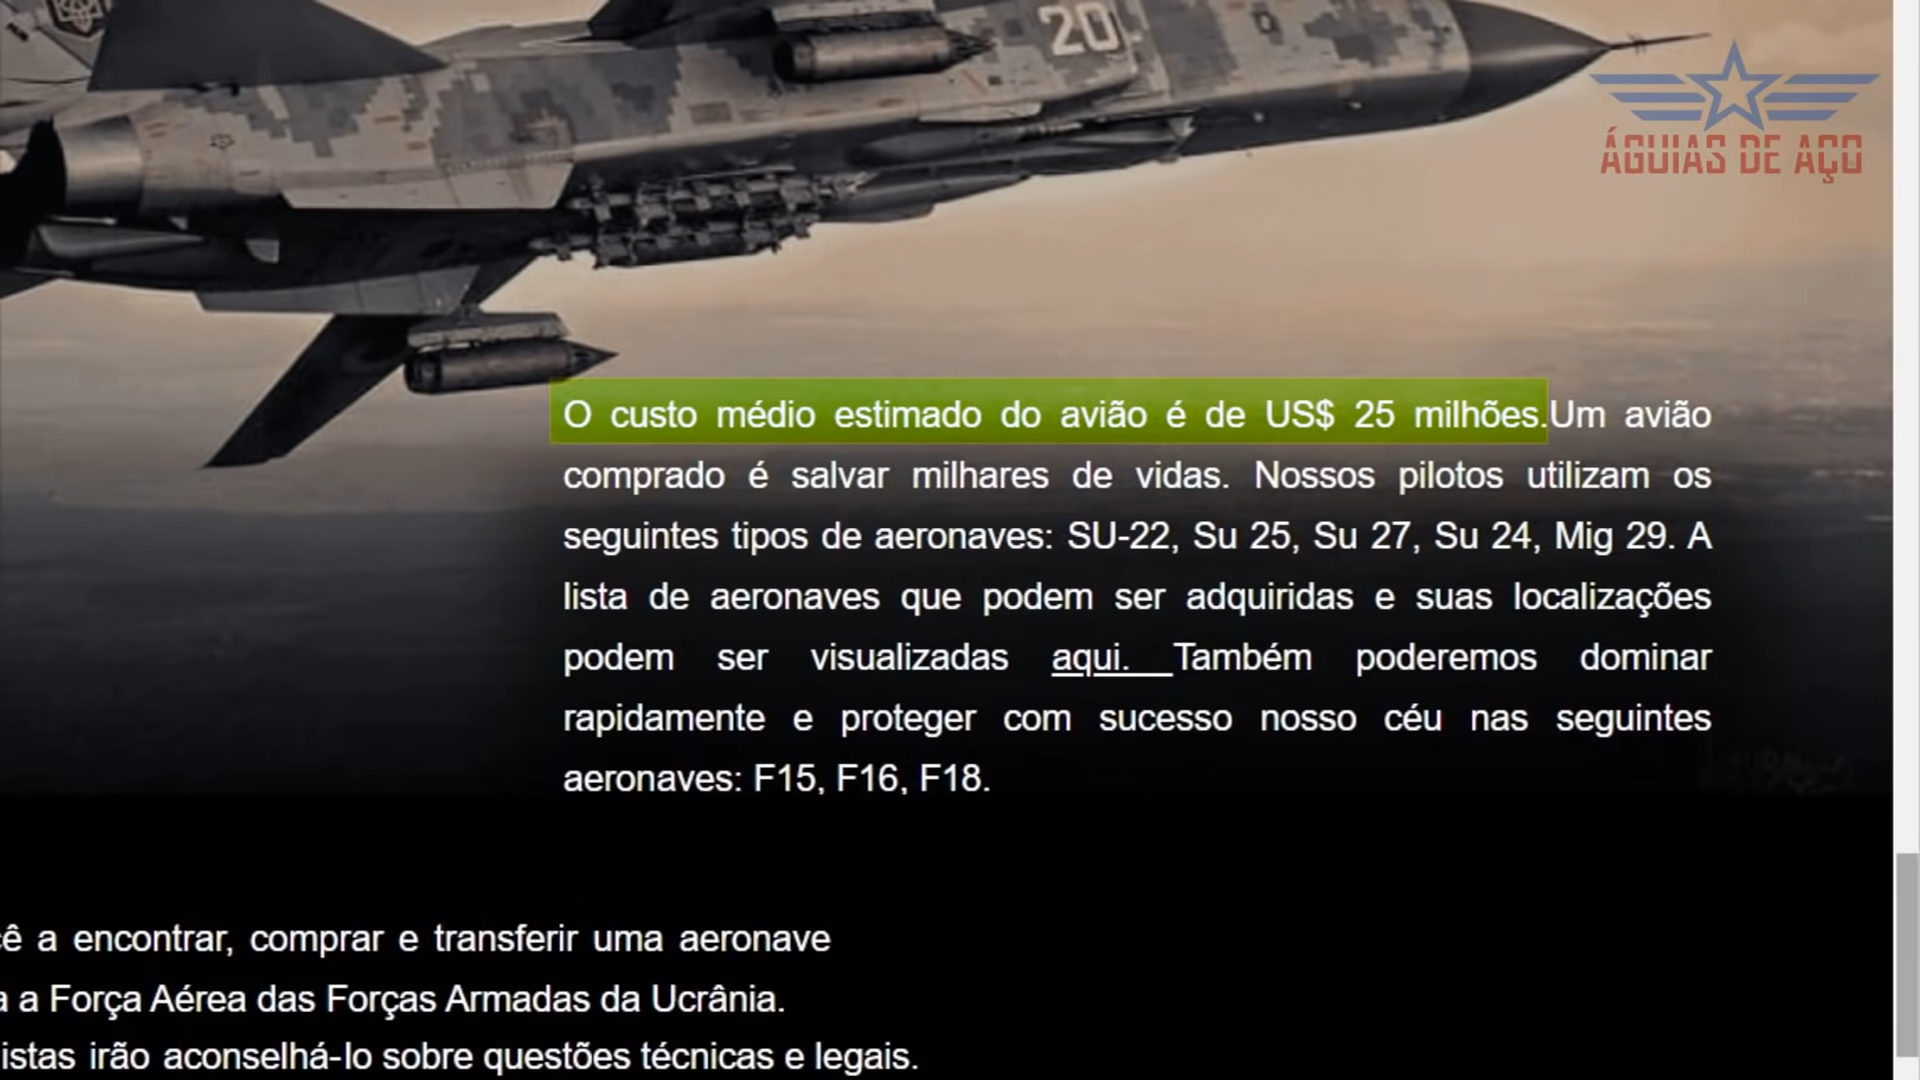 20
ÁGUIAS DE AÇO
O custo médio estimado do avião é de US$ 25 milhões.Um avião
comprado é salvar milhares de vidas. Nossos pilotos utilizam os
seguintes tipos de aeronaves: SU-22, Su 25, Su 27, Su 24, Mig 29. A
lista de aeronaves que podem ser adquiridas e suas localizações
podem ser visualizadas aqui. Também poderemos dominar
rapidamente e proteger com sucesso nosso céu nas seguintes
aeronaves: F15, F16, F18.
cê a encontrar, comprar e transferir uma aeronave
a a Força Aérea das Forças Armadas da Ucrânia.
istas irão aconselhá-lo sobre questões técnicas e legais.